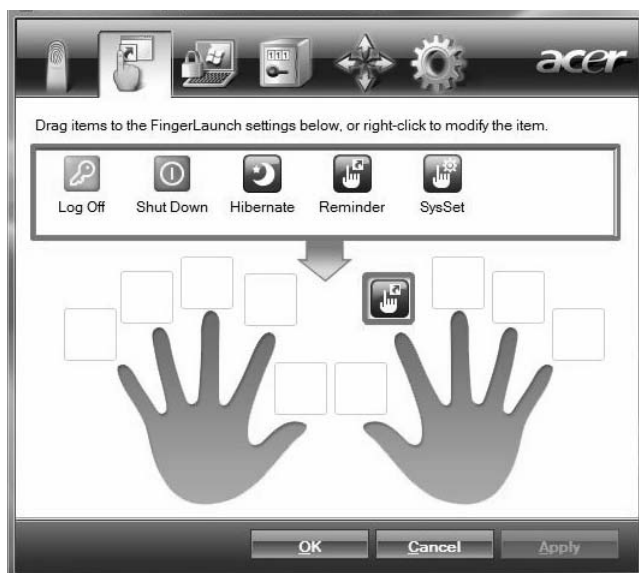 acer
Drag items to the FingerLaunch settings below, or right-click to modify the item.
Log Off Shut Down Hibernate Reminder SysSet
OK Cancel Apply